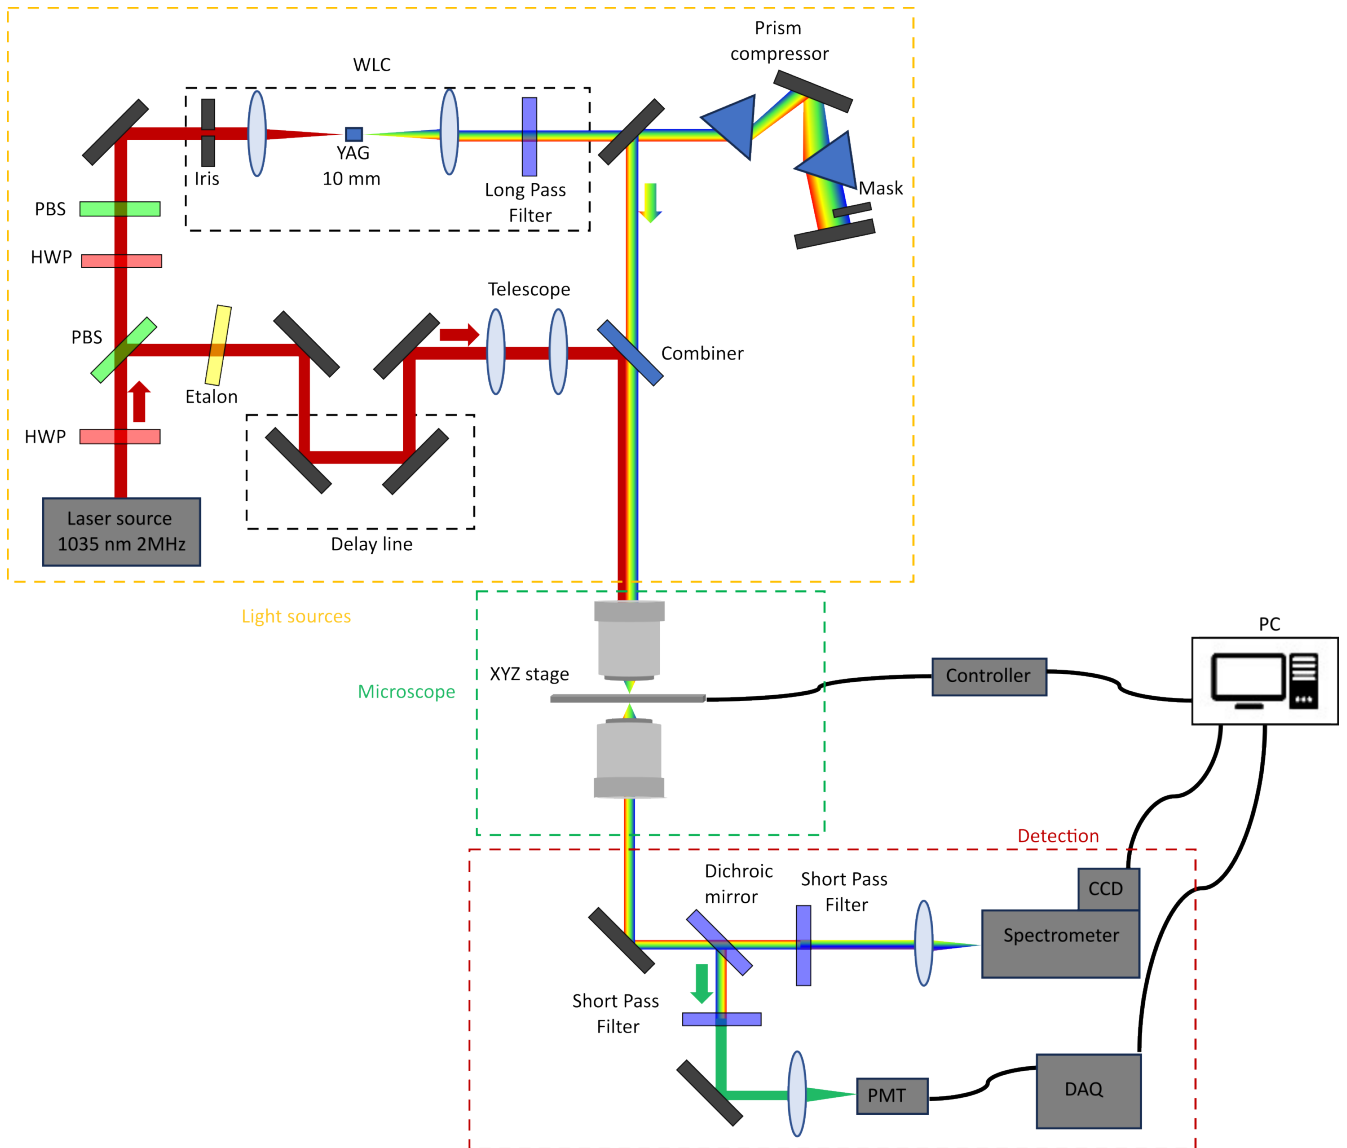 Prism
compressor
WLC
Iris
YAG
10 mm
Long Pass
Filter
Mask
PBS
HWP
Telescope
PBS
Combiner
Etalon
HWP
Laser source
1035 nm 2MHz
Delay line
Light sources
PC
XYZ stage
Controller
Microscope
Detection
Dichroic
mirror
Short Pass
Filter
CCD
Spectrometer
Short Pass
Filter
PMT
DAQ